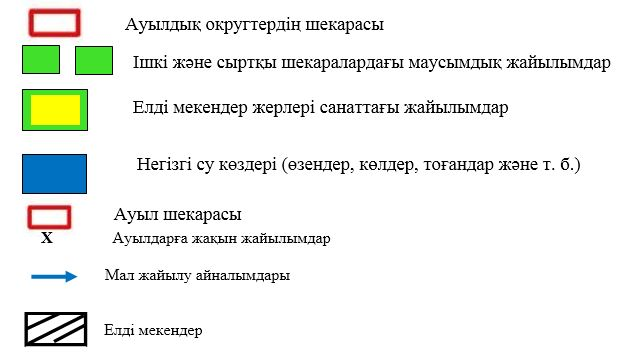 Ауылдық округтердің шекарасы
Ішкі және сыртқы шекаралардағы маусымдық жайылымдар
Елді мекендер жерлері санаттағы жайылымдар
Негізгі су көздері (өзендер, көлдер, тоғандар және т. б.)
Ауыл шекарасы
X Ауылдарға жақын жайылымдар
Мал жайылу айналымдары
Елді мекендер